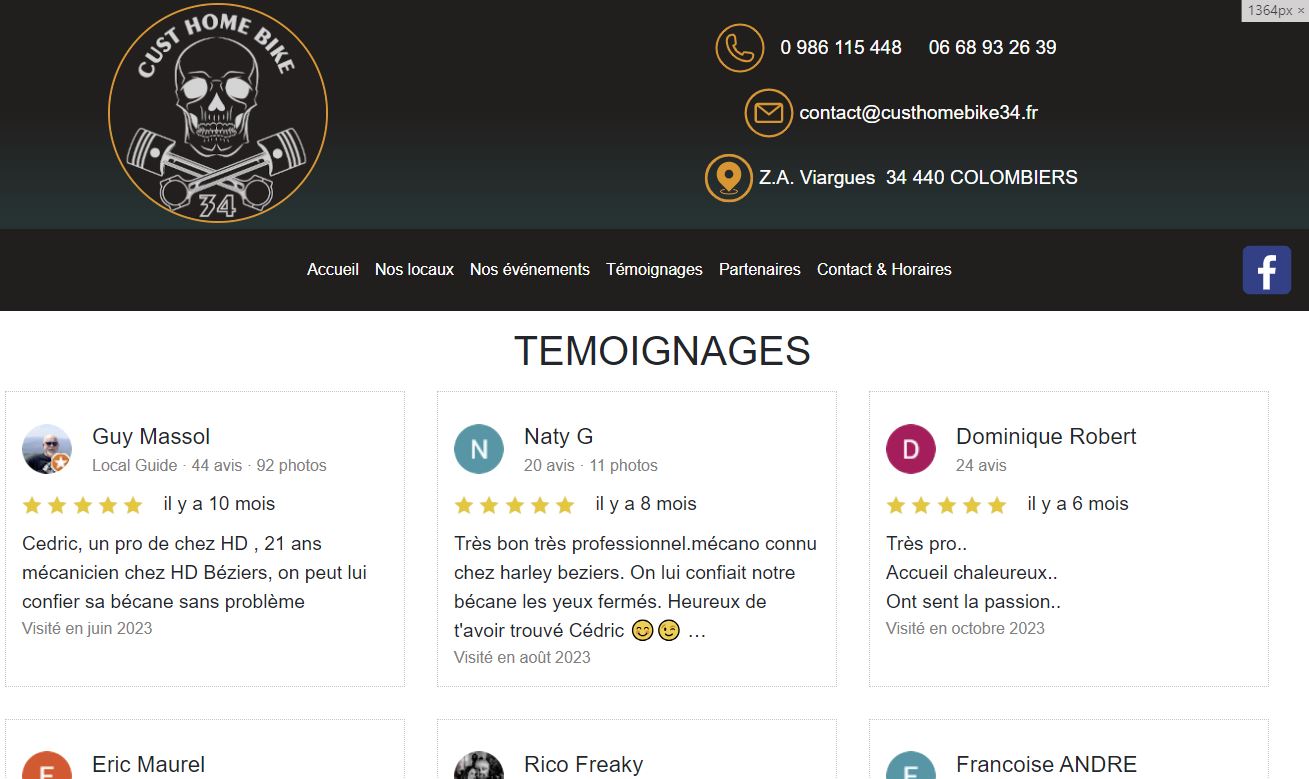 1364px ×
CUST HOME BIKE
34
0 986 115 448 06 68 93 26 39
contact@custhomebike34.fr
Z.A. Viargues 34 440 COLOMBIERS
Accueil Nos locaux Nos événements Témoignages Partenaires Contact & Horaires
f
TEMOIGNAGES
Guy Massol
Local Guide · 44 avis · 92 photos
il y a 10 mois
Cedric, un pro de chez HD , 21 ans
mécanicien chez HD Béziers, on peut lui
confier sa bécane sans problème
Visité en juin 2023
N
Naty G
20 avis · 11 photos
il y a 8 mois
Très bon très professionnel.mécano connu
chez harley beziers. On lui confiait notre
bécane les yeux fermés. Heureux de
t'avoir trouvé Cédric 😊😉 …
Visité en août 2023
D
Dominique Robert
24 avis
il y a 6 mois
Très pro..
Accueil chaleureux..
Ont sent la passion..
Visité en octobre 2023
E
Eric Maurel
Rico Freaky
F
Francoise ANDRE